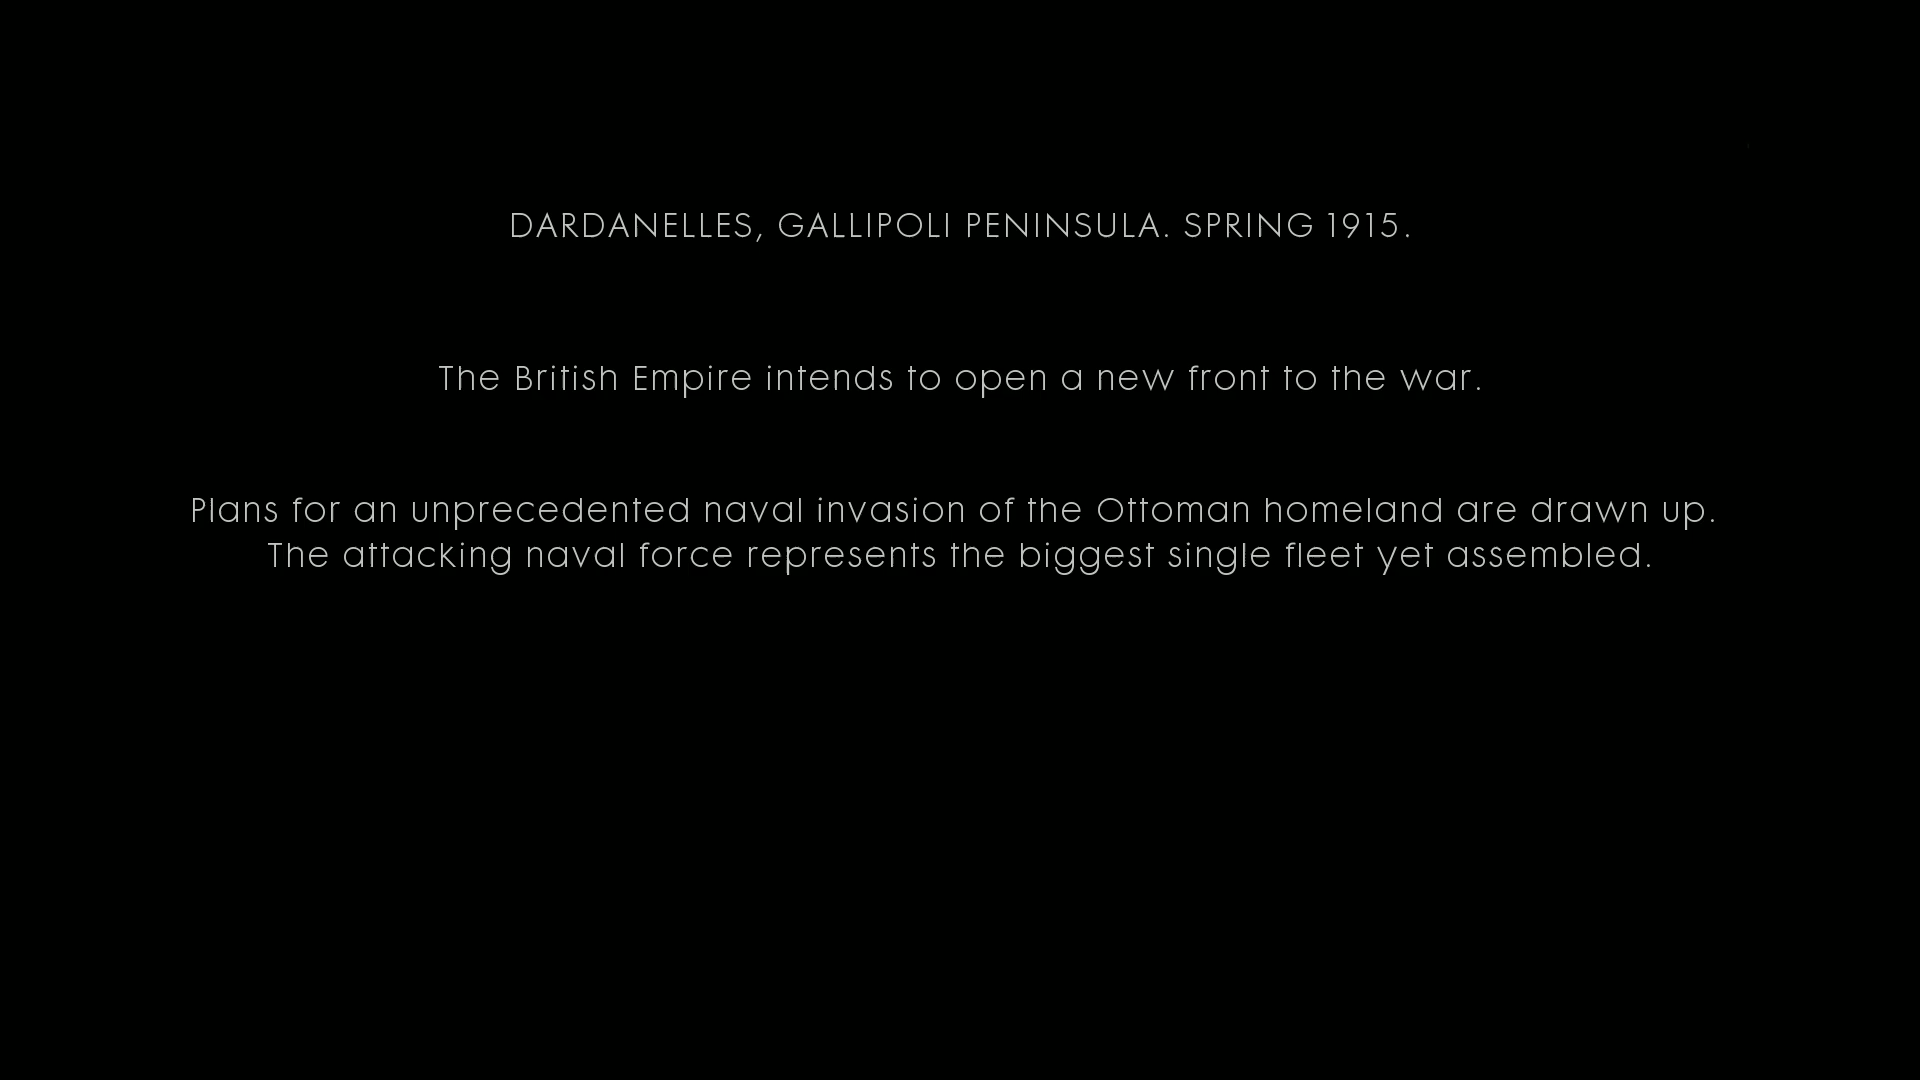 DARDANELLES, GALLIPOLI PENINSULA. SPRING 1915.
The British Empire intends to open a new front to the war.
Plans for an unprecedented naval invasion of the Ottoman homeland are drawn up.
The attacking naval force represents the biggest single fleet yet assembled.